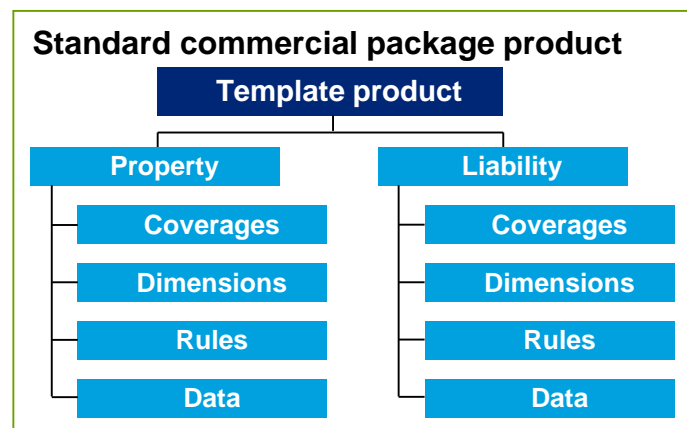 Standard commercial package product
Template product
Property
Liability
Coverages
Coverages
Dimensions
Dimensions
Rules
Rules
Data
Data